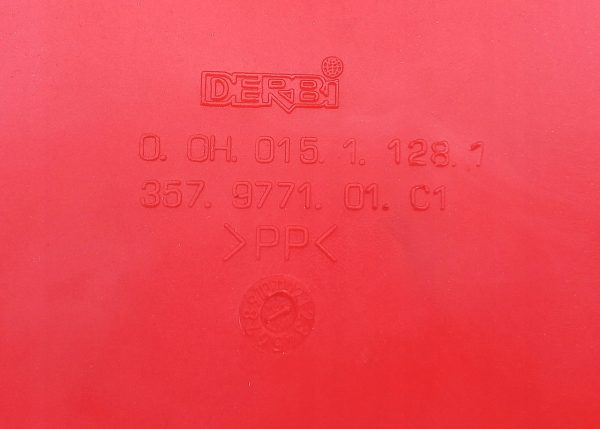 DERBI
0. 0H. 015. 1. 128. 1
357. 9771. 01. C1
>PP<